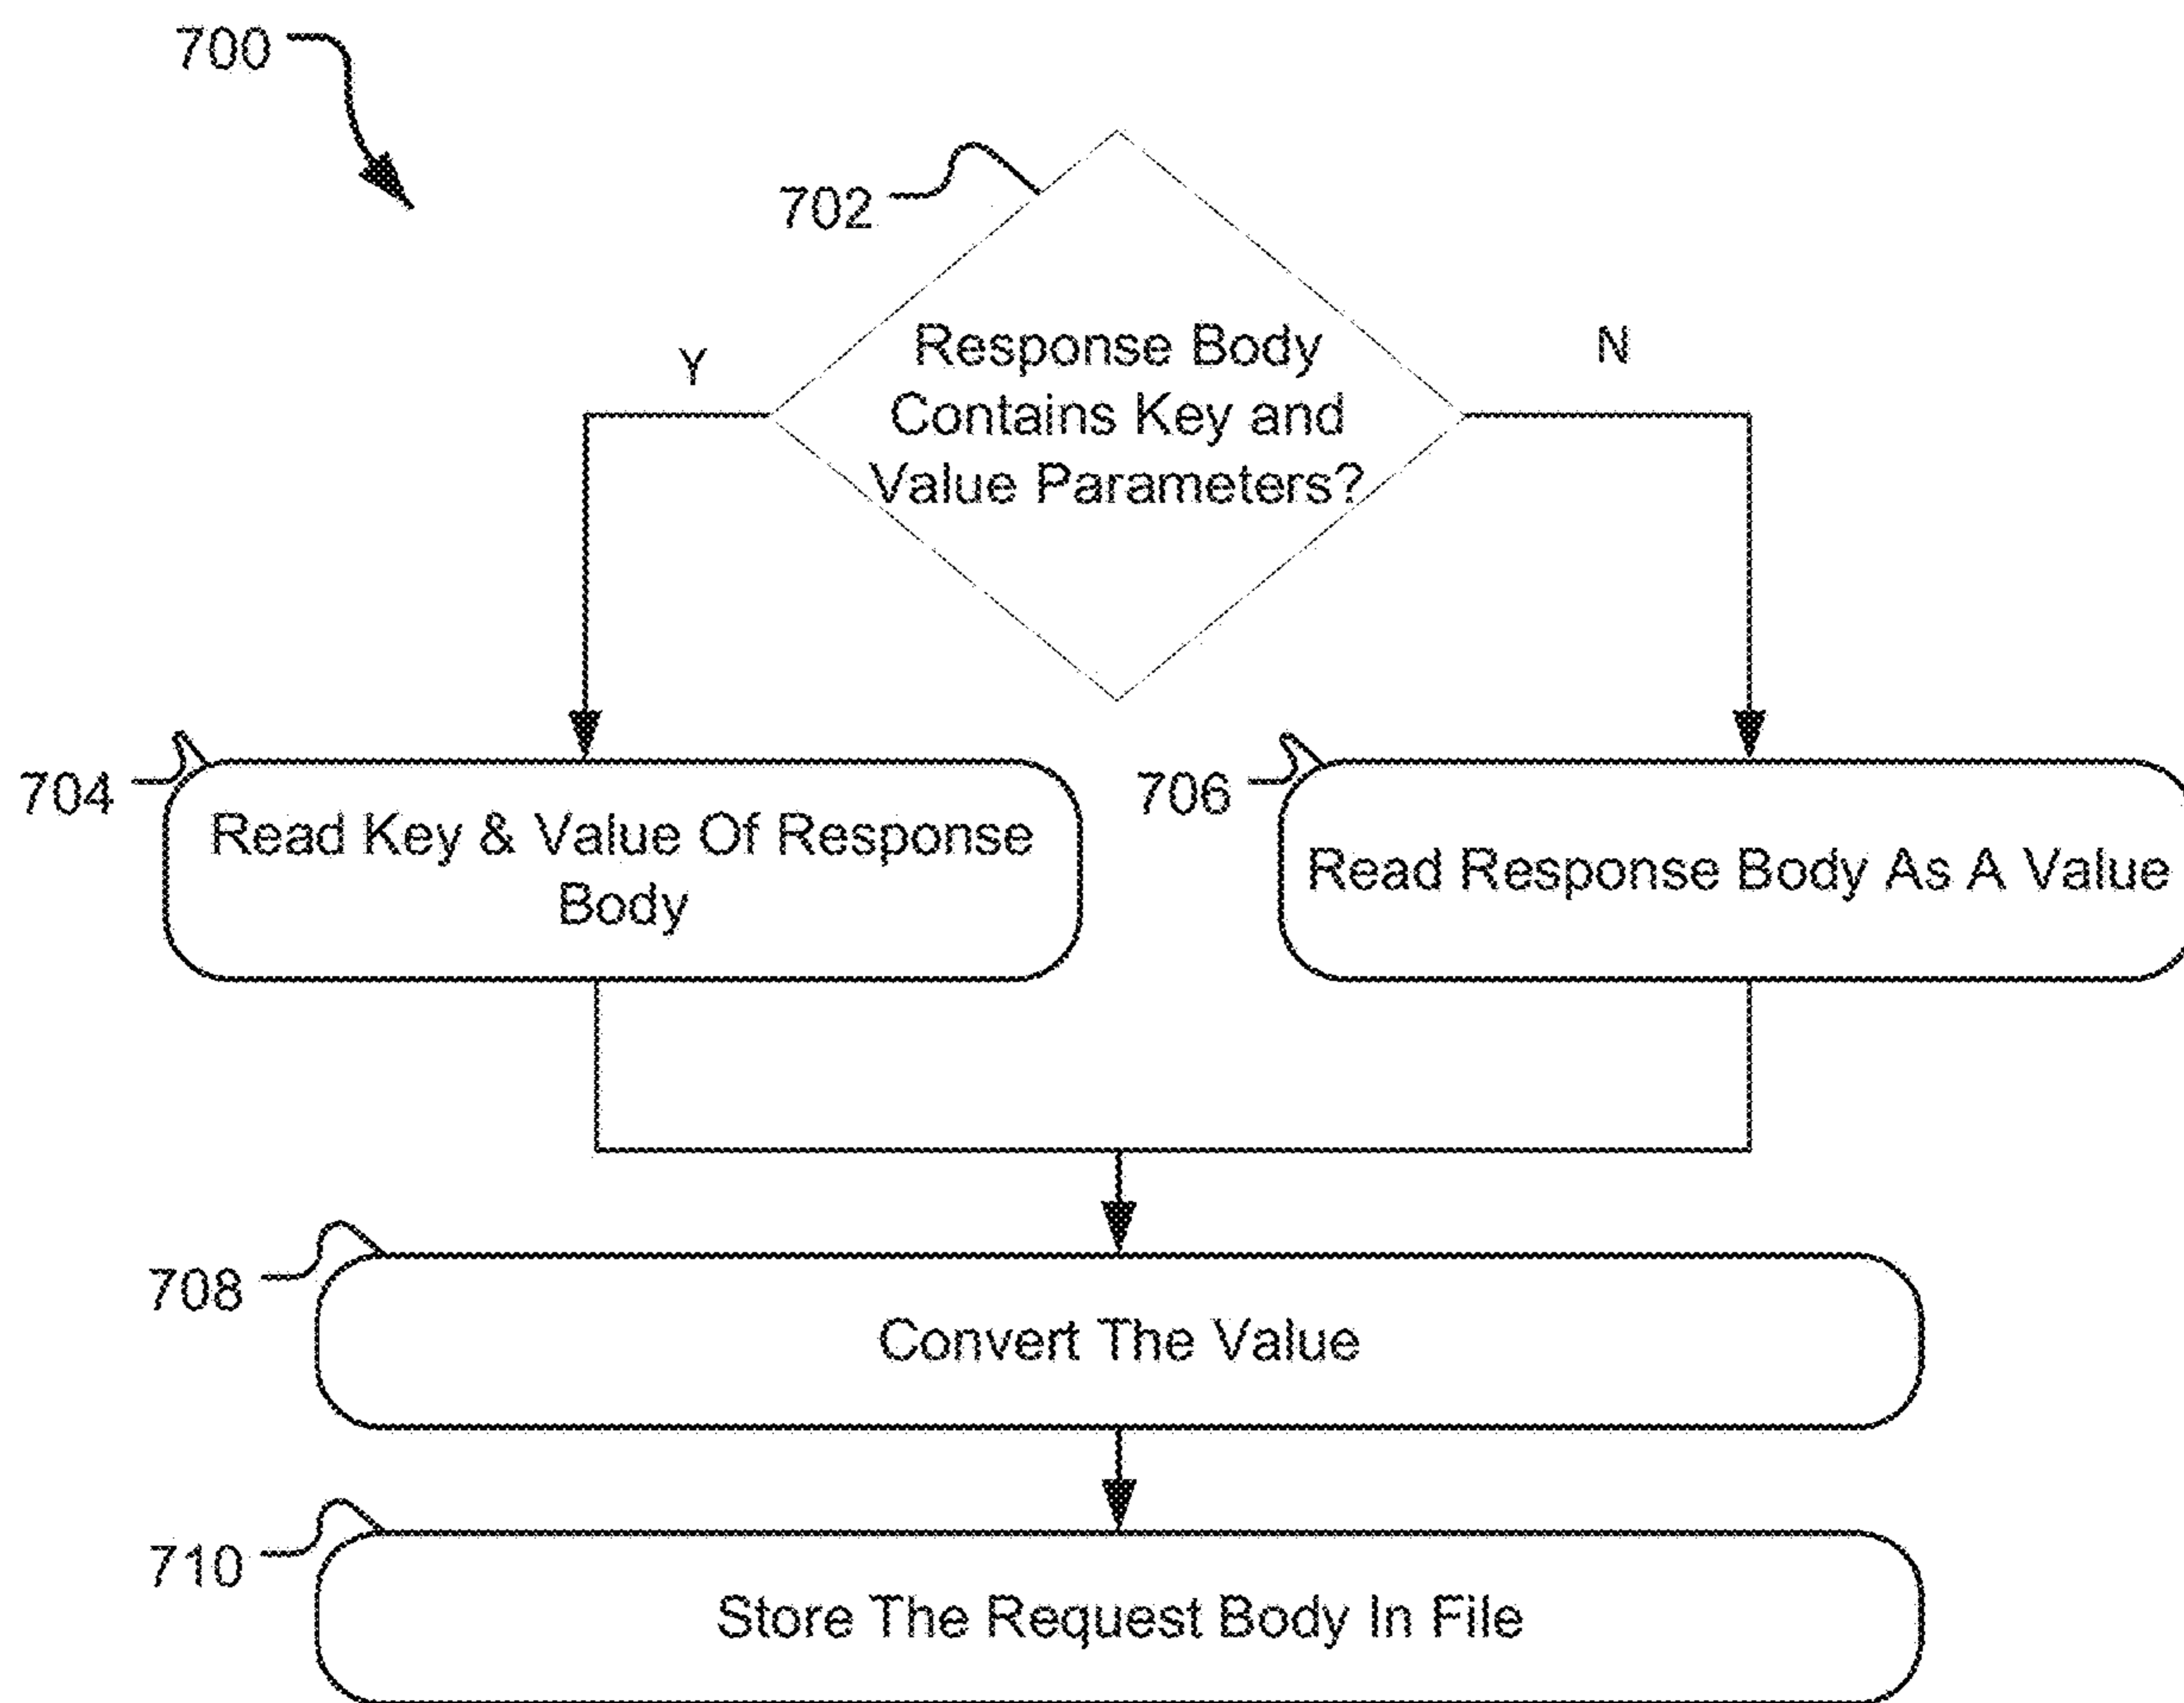 700
702
Response Body
Contains Key and
Value Parameters?
Y
N
704
Read Key & Value Of Response
Body
706
Read Response Body As A Value
708
Convert The Value
710
Store The Request Body In File